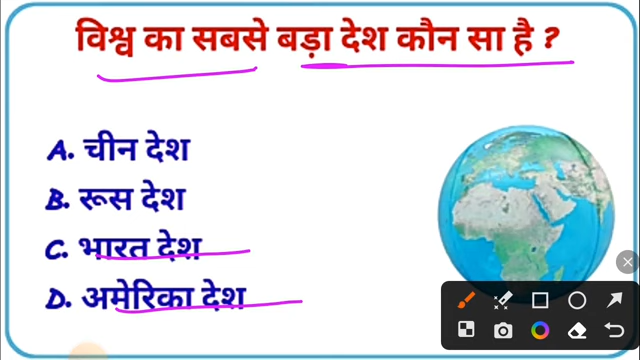 विश्व का सबसे बड़ा देश कौन सा है ?
A. चीन देश
B. रूस देश
C. भारत देश
D. अमेरिका देश